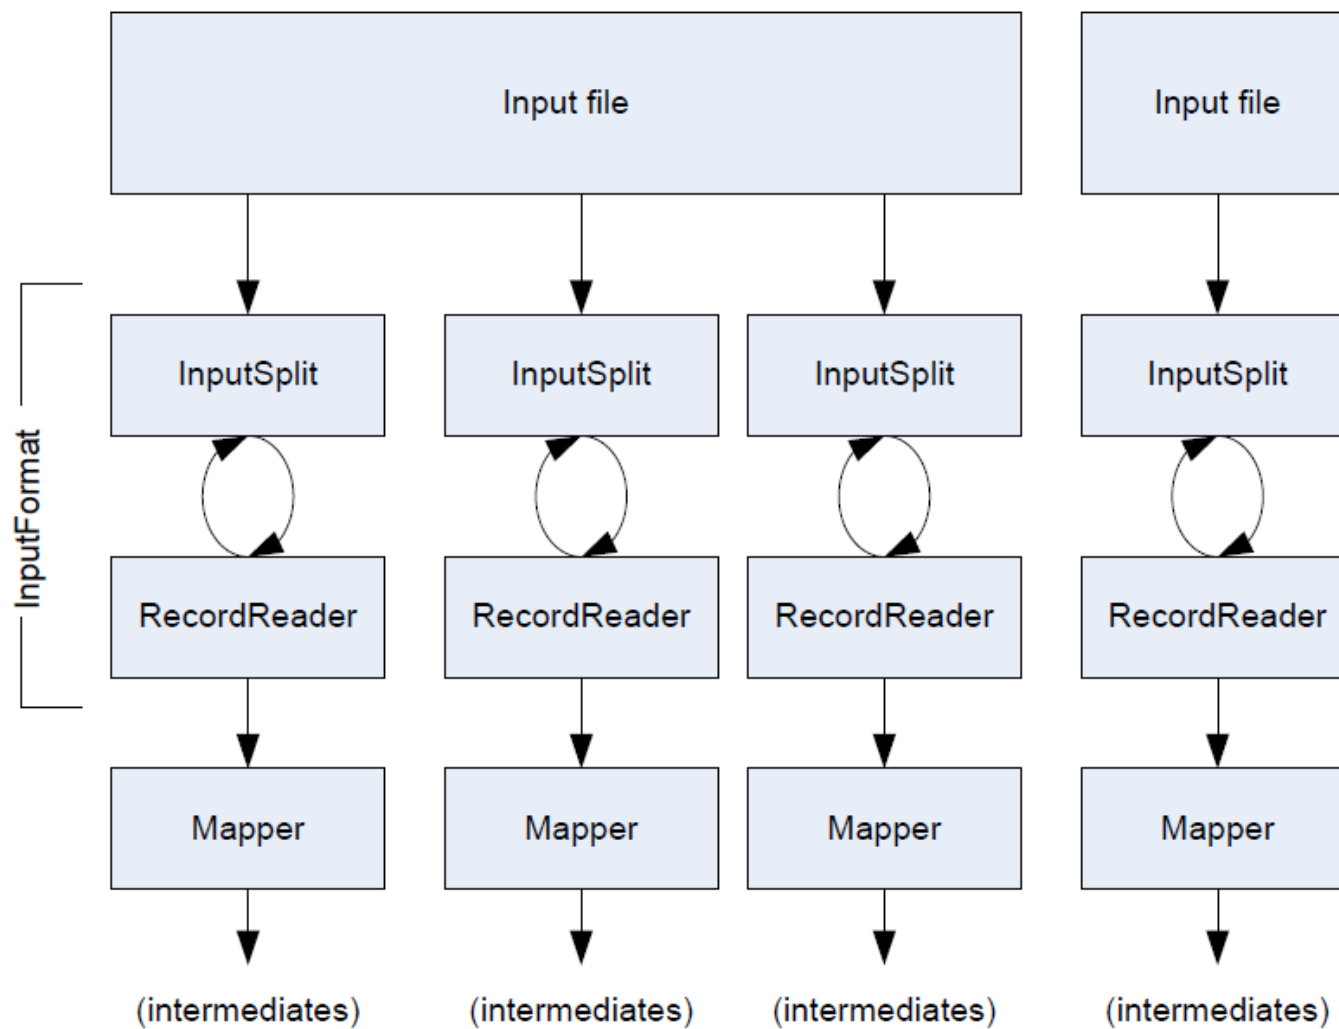 Input file
Input file
InputSplit
InputSplit
InputSplit
InputSplit
InputFormat
RecordReader
RecordReader
RecordReader
RecordReader
Mapper
Mapper
Mapper
Mapper
(intermediates)
(intermediates)
(intermediates)
(intermediates)